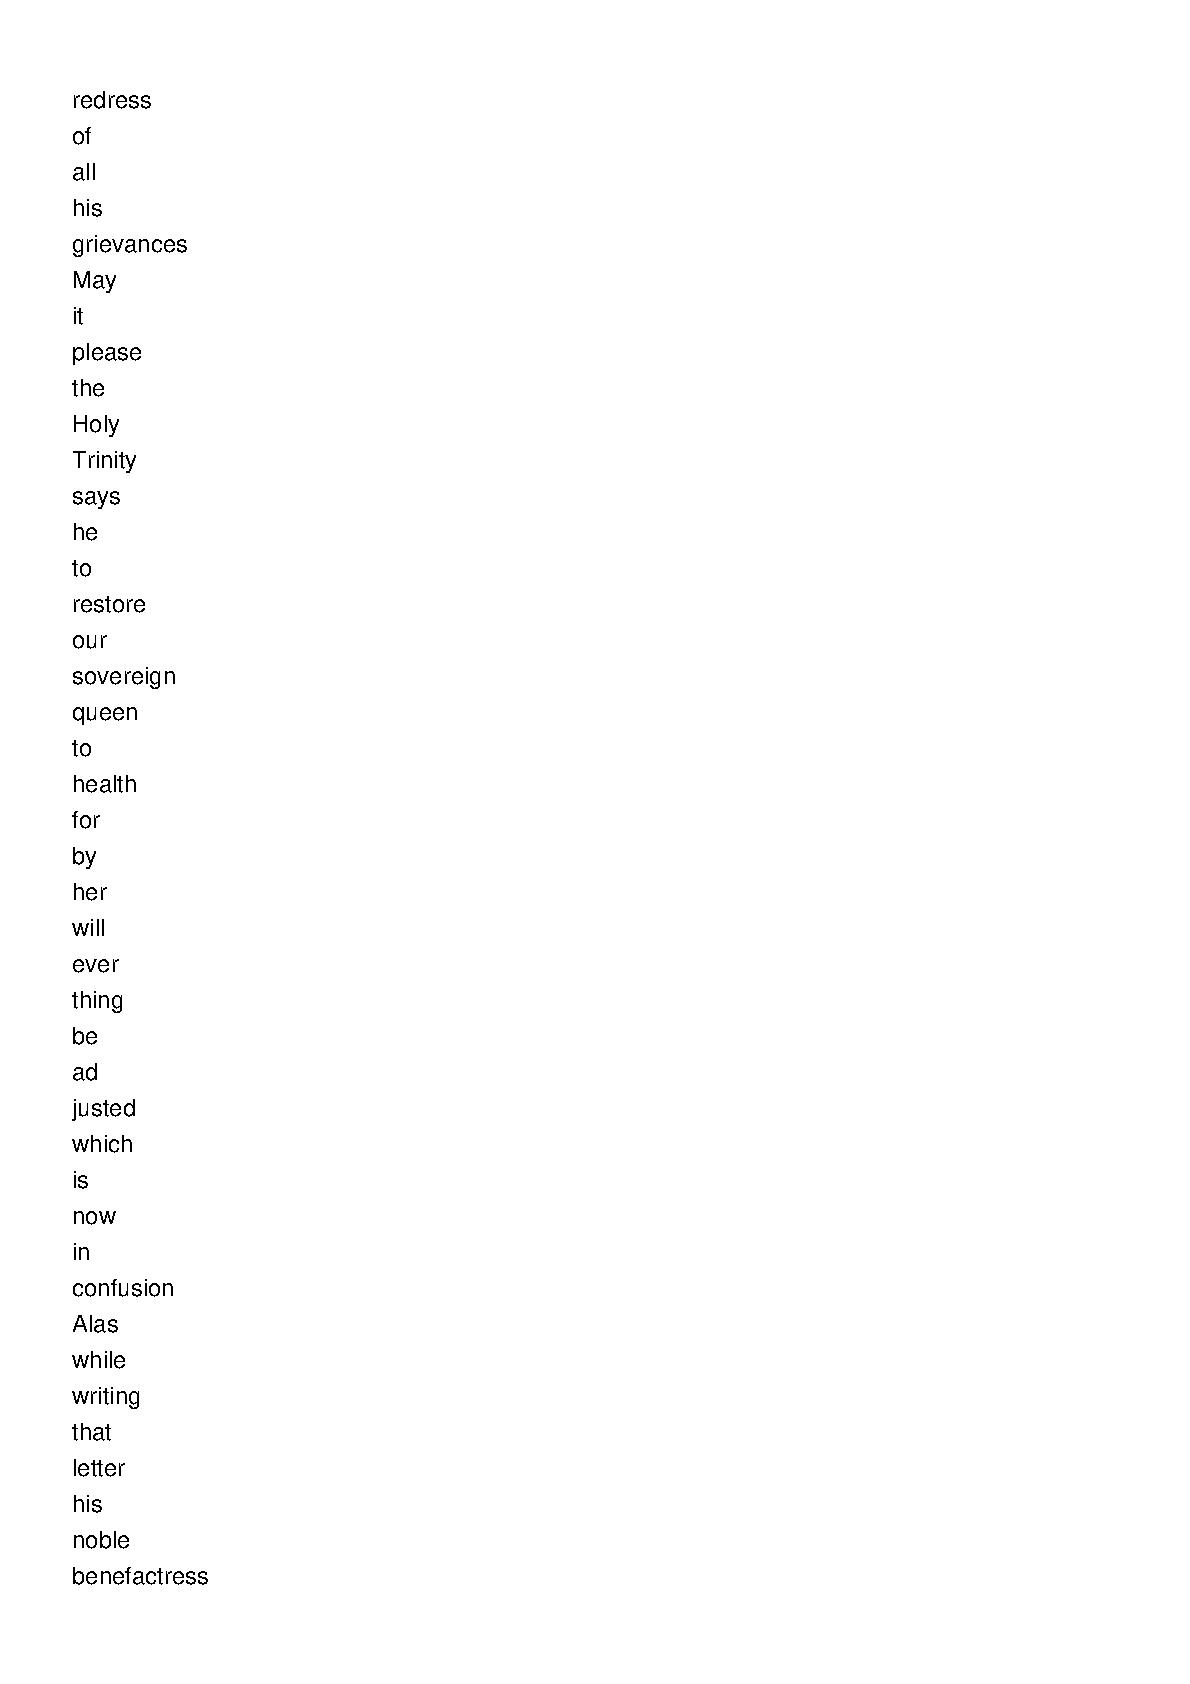 redress
of
all
his
grievances
May
it
please
the
Holy
Trinity
says
he
to
restore
our
sovereign
queen
to
health
for
by
her
will
ever
thing
be
ad
justed
which
is
now
in
confusion
Alas
while
writing
that
letter
his
noble
benefactress